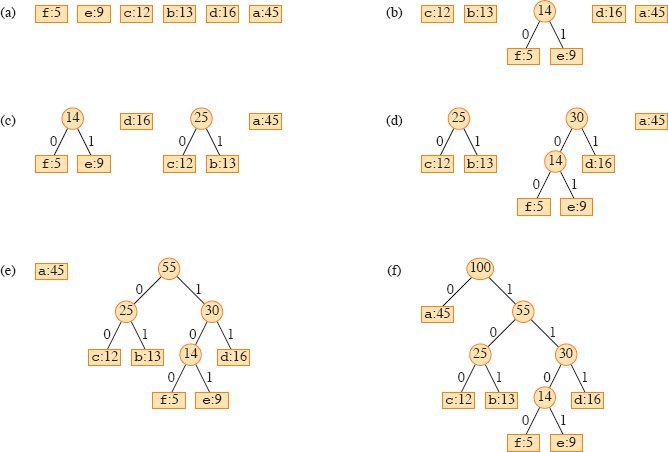 (a) f:5 e:9 c:12 b:13 d:16 a:45
(b) c:12 b:13 14 d:16 a:45
0 1
f:5 e:9
(c) 14 d:16 25 a:45
0 1 0 1
f:5 e:9 c:12 b:13
(d) 25 30 a:45
0 1 0 1
c:12 b:13 14 d:16
0 1
f:5 e:9
(e) a:45 55
0 1
25 30
0 1 0 1
c:12 b:13 14 d:16
0 1
f:5 e:9
(f) 100
0 1
a:45 55
0 1
25 30
0 1 0 1
c:12 b:13 14 d:16
0 1
f:5 e:9